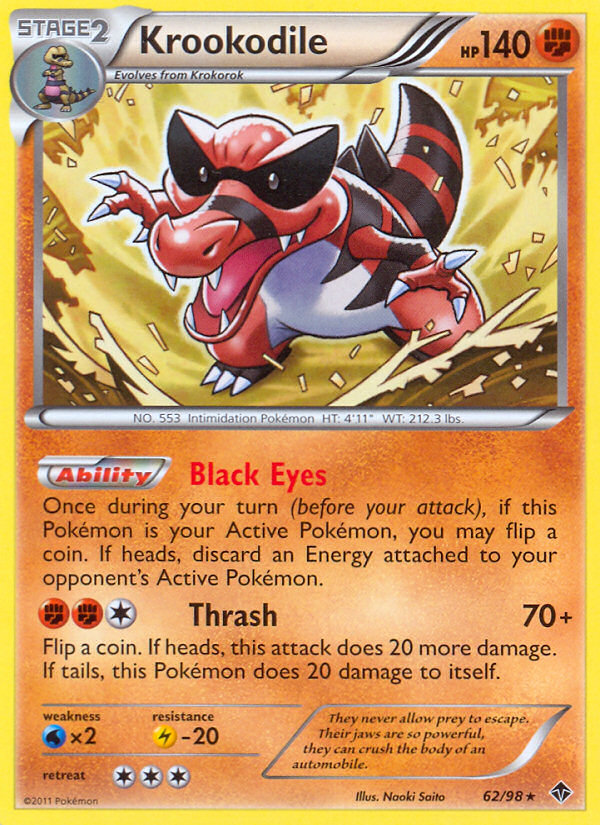 STAGE2
Krookodile
HP140
Evolves from Krokorok
NO. 553 Intimidation Pokémon HT: 4'11" WT: 212.3 lbs.
Ability Black Eyes
Once during your turn (before your attack), if this
Pokémon is your Active Pokémon, you may flip a
coin. If heads, discard an Energy attached to your
opponent's Active Pokémon.
Thrash 70+
Flip a coin. If heads, this attack does 20 more damage.
If tails, this Pokémon does 20 damage to itself.
weakness resistance
×2 -20
They never allow prey to escape.
Their jaws are so powerful,
they can crush the body of an
automobile.
retreat
©2011 Pokémon
Illus. Naoki Saito 62/98★